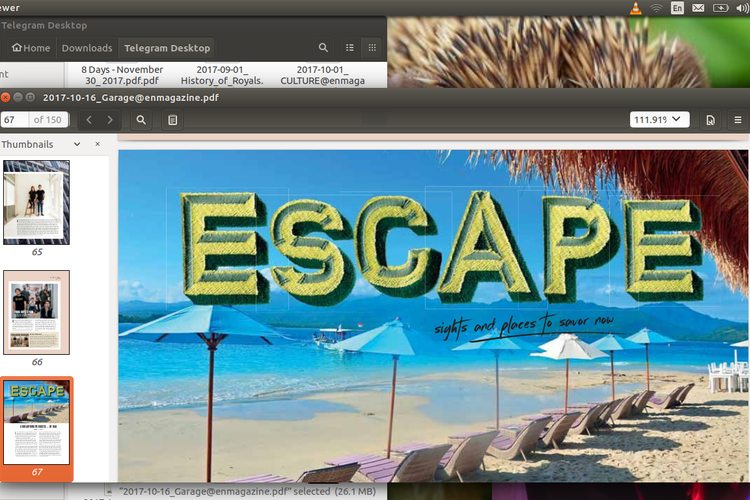 ewer
En
Telegram Desktop
Home Downloads Telegram Desktop
nt
8 Days - November
30_2017.pdf.pdf
2017-09-01_
History_of_Royals.
2017-10-01_
CULTURE@enmaga
2017-10-16_Garage@enmagazine.pdf
67 of 150
111.91%
Thumbnails
65
66
ESCAPE
67
ESCAPE
sights and places to savor now
"2017-10-16_Garage@enmagazine.pdf" selected (26.1 MB)